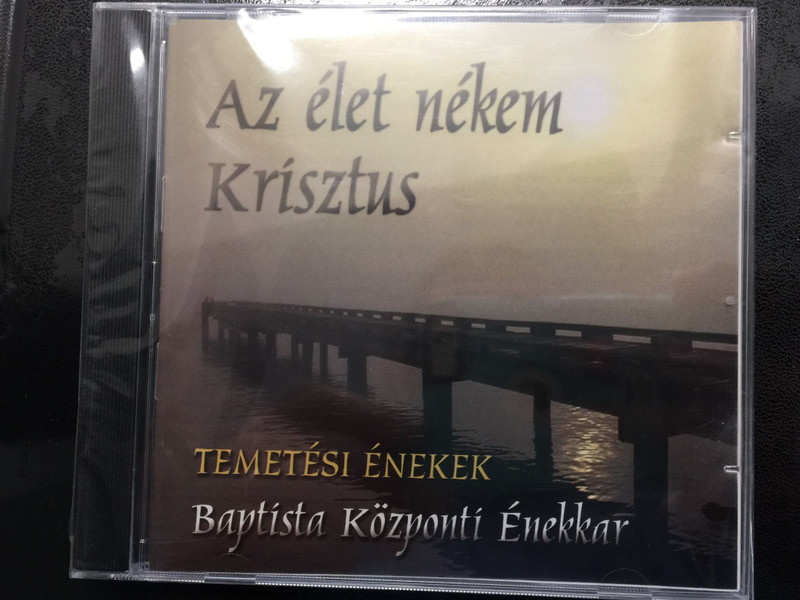 Az élet nékem
Krisztus
TEMETÉSI ÉNEKEK
Baptista Központi Énekkar